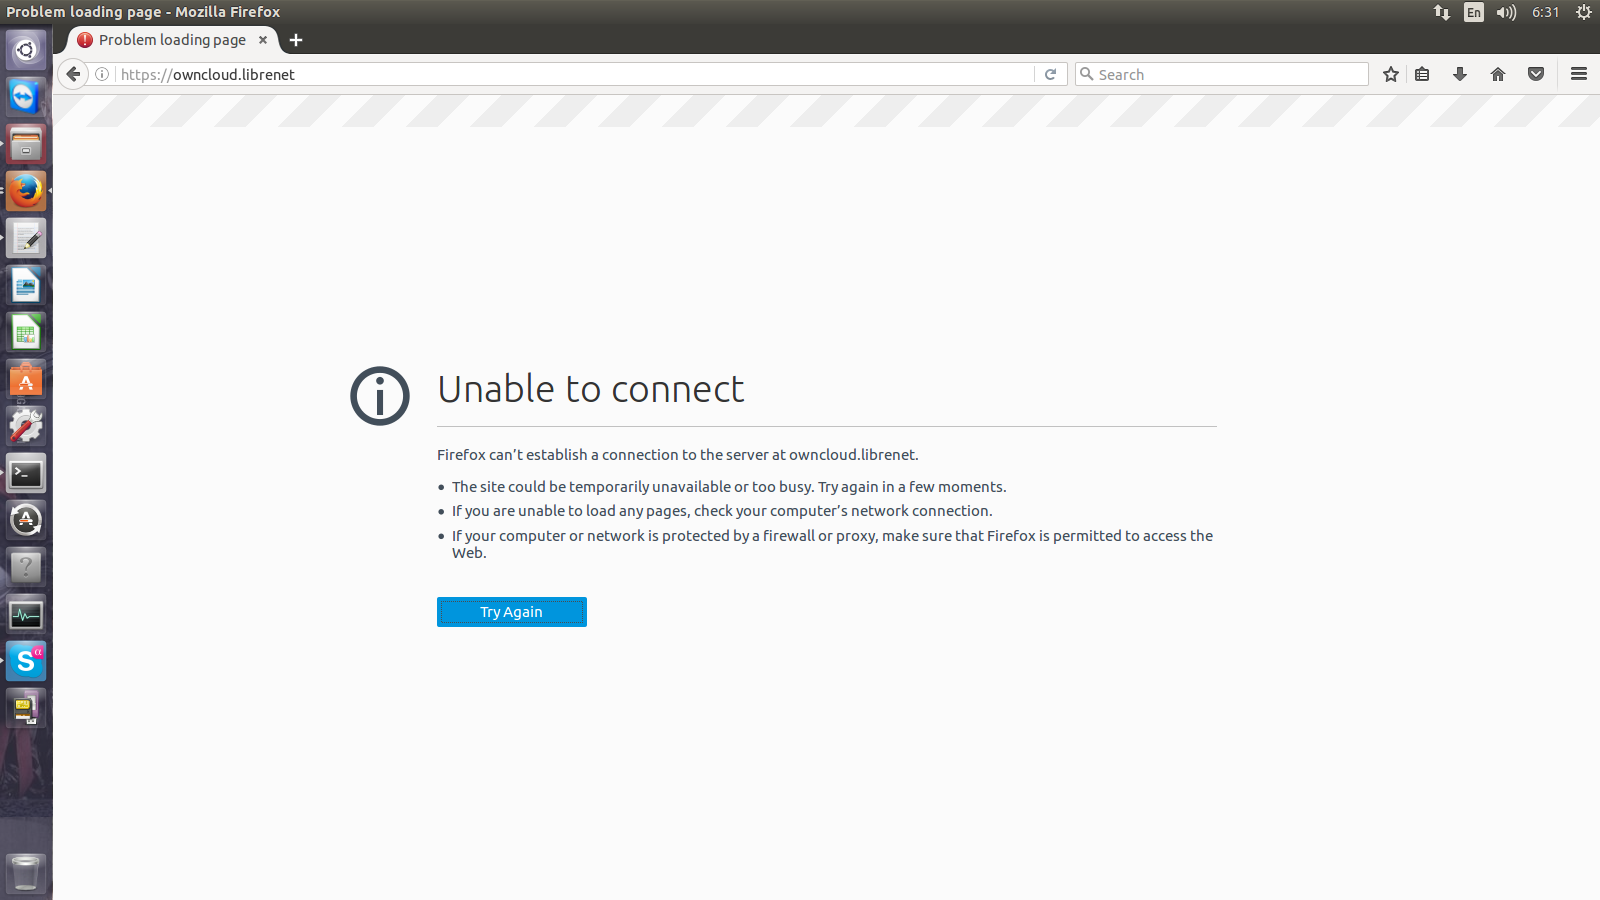 Problem loading page - Mozilla Firefox
En
6:31
Problem loading page
https://owncloud.librenet
Search
Unable to connect
Firefox can’t establish a connection to the server at owncloud.librenet.
The site could be temporarily unavailable or too busy. Try again in a few moments.
If you are unable to load any pages, check your computer’s network connection.
If your computer or network is protected by a firewall or proxy, make sure that Firefox is permitted to access the
Web.
Try Again